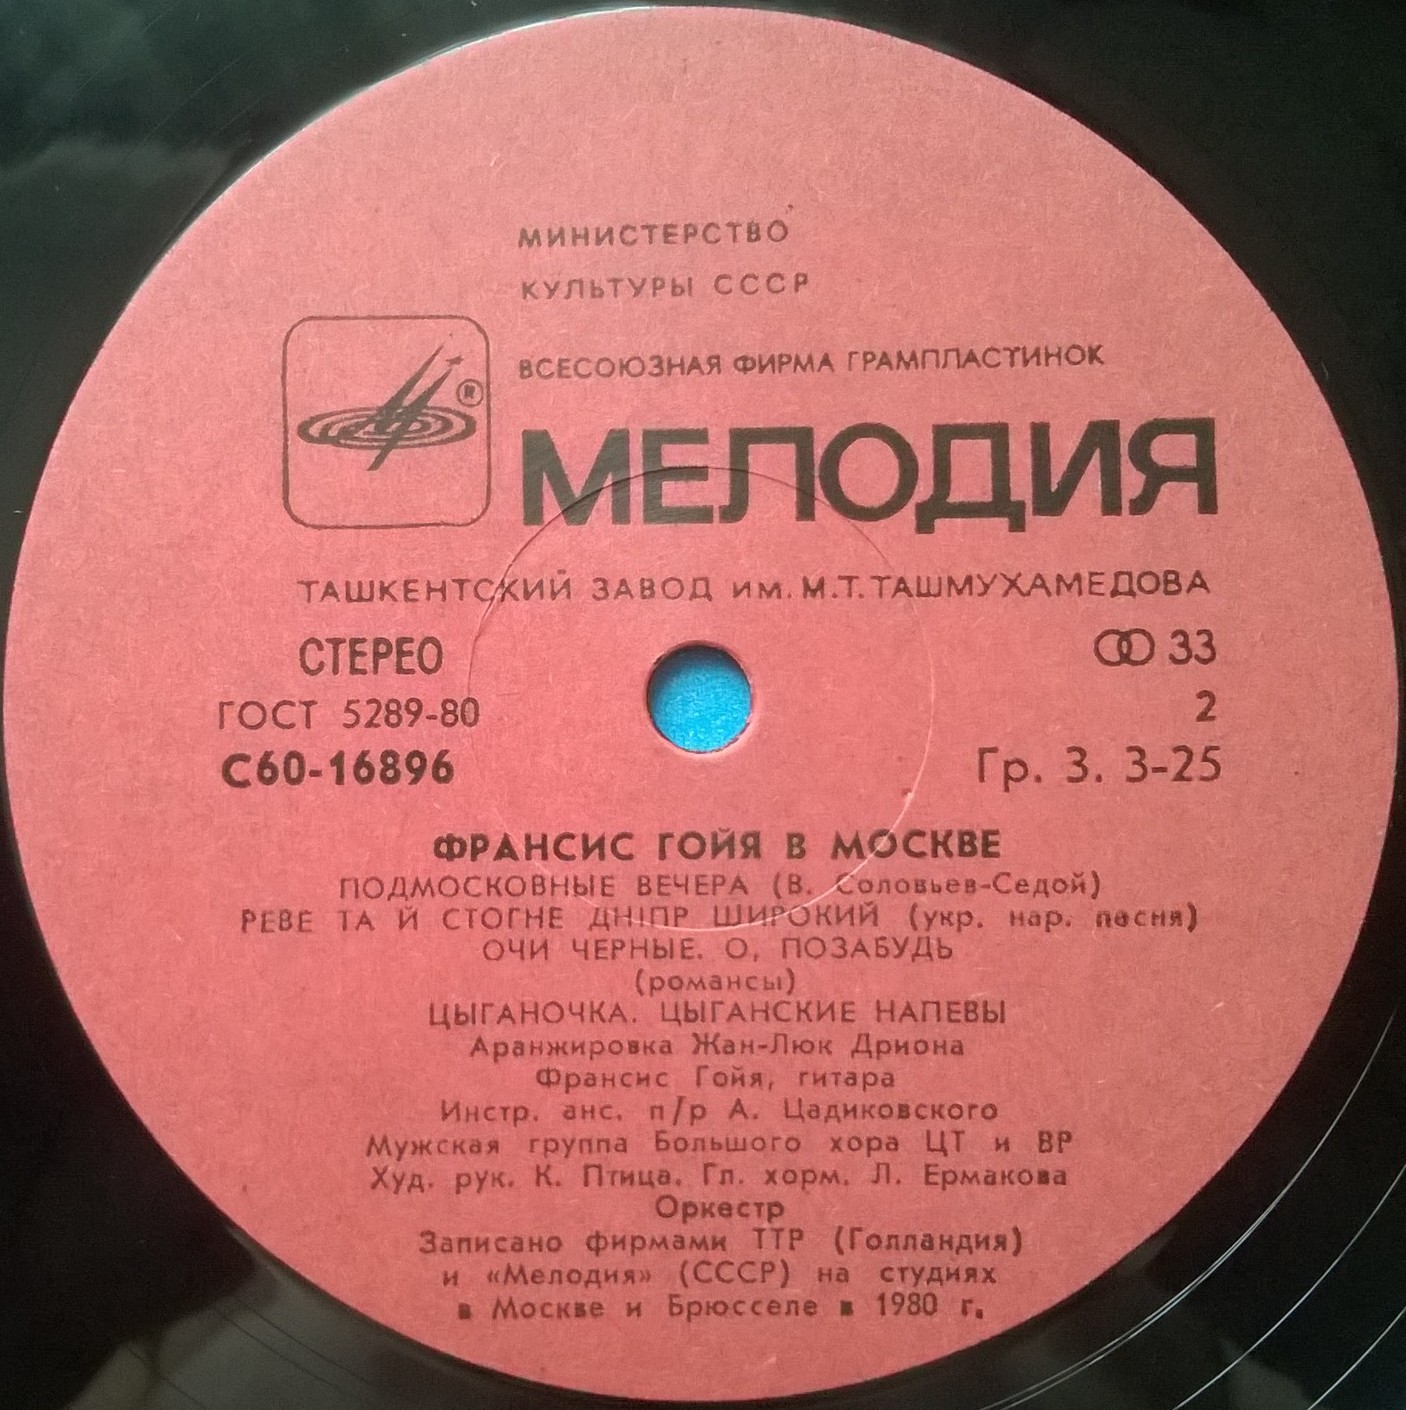 МИНИСТЕРСТВО
КУЛЬТУРЫ СССР
ВСЕСОЮЗНАЯ ФИРМА ГРАМПЛАСТИНОК
®
МЕЛОДИЯ
ТАШКЕНТСКИЙ ЗАВОД им. М.Т.ТАШМУХАМЕДОВА
СТЕРЕО 33
ГОСТ 5289-80 2
С60-16896 Гр. 3. 3-25
ФРАНСИС ГОЙЯ В МОСКВЕ
ПОДМОСКОВНЫЕ ВЕЧЕРА (В. Соловьев-Седой)
РЕВЕ ТА Й СТОГНЕ ДНІПР ШИРОКИЙ (укр. нар. песня)
ОЧИ ЧЕРНЫЕ. О, ПОЗАБУДЬ
(романсы)
ЦЫГАНОЧКА. ЦЫГАНСКИЕ НАПЕВЫ
Аранжировка Жан-Люк Дриона
Франсис Гойя, гитара
Инстр. анс. п/р А. Цадиковского
Мужская группа Большого хора ЦТ и ВР
Худ. рук. К. Птица. Гл. хорм. Л. Ермакова
Оркестр
Записано фирмами ТТР (Голландия)
и «Мелодия» (СССР) на студиях
в Москве и Брюсселе в 1980 г.